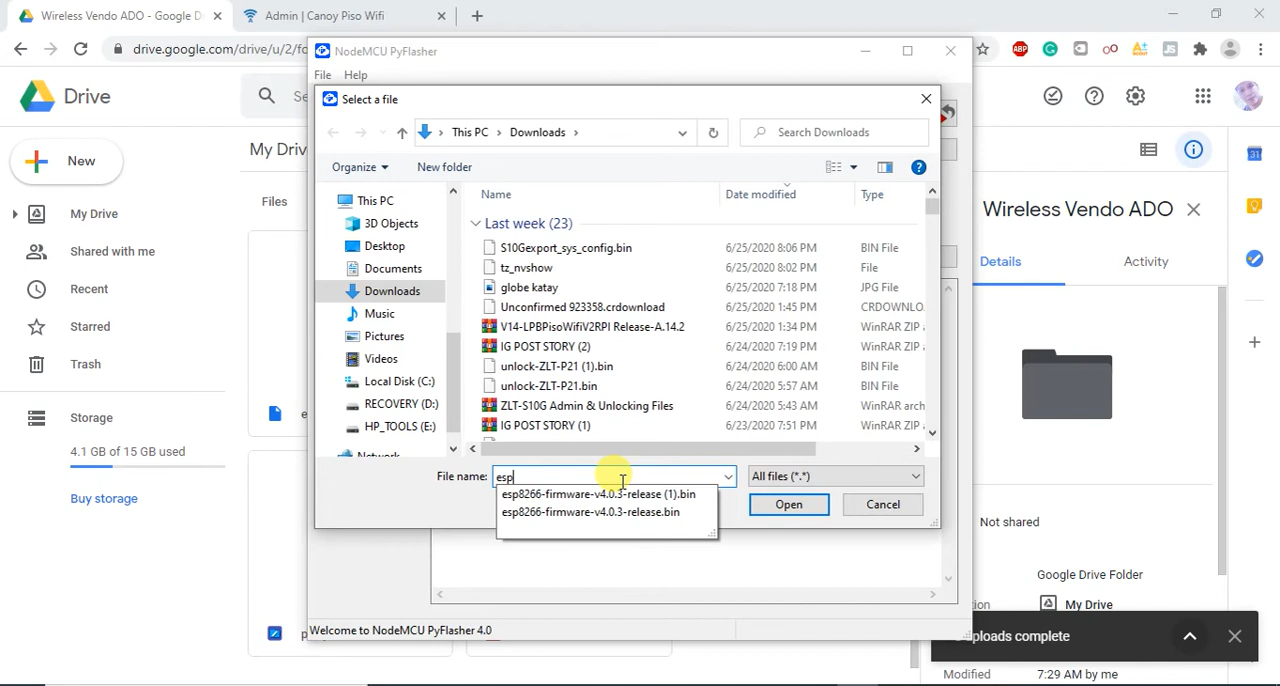 Wireless Vendo ADO - Google D
Admin | Canoy Piso Wifi
drive.google.com/drive/u/2/fo
NodeMCU PyFlasher
ABP
JS
File Help
Drive
Se
Select a file
This PC > Downloads >
Search Downloads
New
My Driv
Organize
New folder
Files
My Drive
Shared with me
Recent
Starred
Trash
Storage
4.1 GB of 15 GB used
Buy storage
This PC
3D Objects
Desktop
Documents
Downloads
Music
Pictures
Videos
Local Disk (C:)
RECOVERY (D:)
HP_TOOLS (E:)
Network
Name Date modified Type
Last week (23)
S10Gexport_sys_config.bin 6/25/2020 8:06 PM BIN File
tz_nvshow 6/25/2020 8:02 PM File
globe katay 6/25/2020 7:18 PM JPG File
Unconfirmed 923358.crdownload 6/25/2020 1:45 PM CRDOWNLO
V14-LPBPisoWifiV2RPI Release-A.14.2 6/25/2020 1:34 PM WinRAR ZIP a
IG POST STORY (2) 6/24/2020 7:19 PM WinRAR ZIP a
unlock-ZLT-P21 (1).bin 6/24/2020 6:00 AM BIN File
unlock-ZLT-P21.bin 6/24/2020 5:57 AM BIN File
ZLT-S10G Admin & Unlocking Files 6/24/2020 5:43 AM WinRAR arch
IG POST STORY (1) 6/23/2020 7:51 PM WinRAR ZIP a
File name: esp
All files (*.*)
esp8266-firmware-v4.0.3-release (1).bin
esp8266-firmware-v4.0.3-release.bin
Open
Cancel
e
p
Welcome to NodeMCU PyFlasher 4.0
Wireless Vendo ADO
Details
Activity
Not shared
Google Drive Folder
tion
My Drive
ploads complete
Modified 7:29 AM by me
31